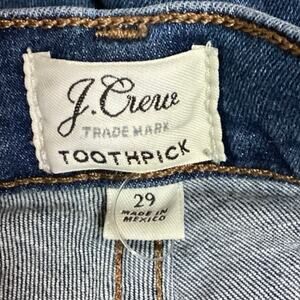 J.Crew
TRADE MARK
TOOTHPICK
29
MADE IN
MEXICO